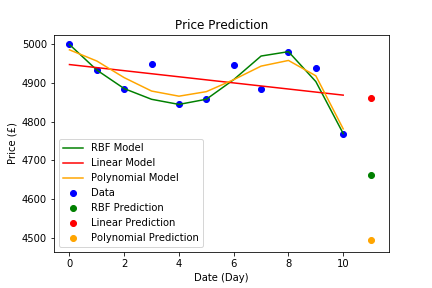 Price Prediction
Price (£)
5000
4900
4800
4700
4600
4500
RBF Model
Linear Model
Polynomial Model
Data
RBF Prediction
Linear Prediction
Polynomial Prediction
0 2 4 6 8 10
Date (Day)